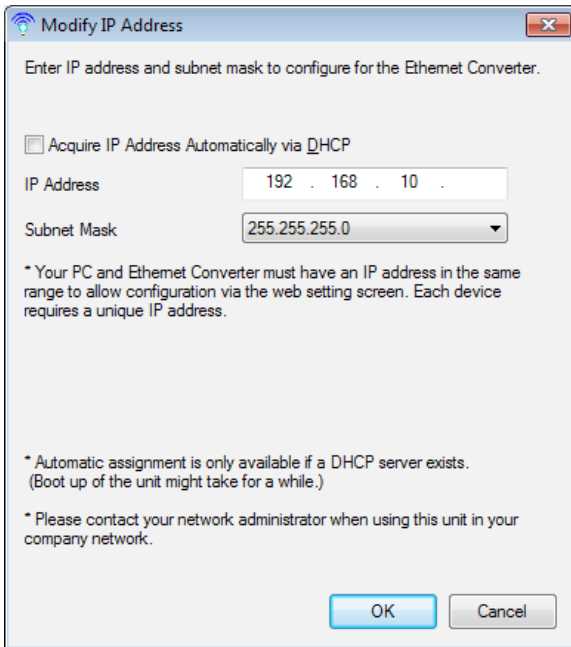 Modify IP Address
Enter IP address and subnet mask to configure for the Ethernet Converter.
Acquire IP Address Automatically via DHCP
IP Address 192 . 168 . 10 .
Subnet Mask 255.255.255.0
* Your PC and Ethernet Converter must have an IP address in the same
range to allow configuration via the web setting screen. Each device
requires a unique IP address.
* Automatic assignment is only available if a DHCP server exists.
(Boot up of the unit might take for a while.)
* Please contact your network administrator when using this unit in your
company network.
OK Cancel